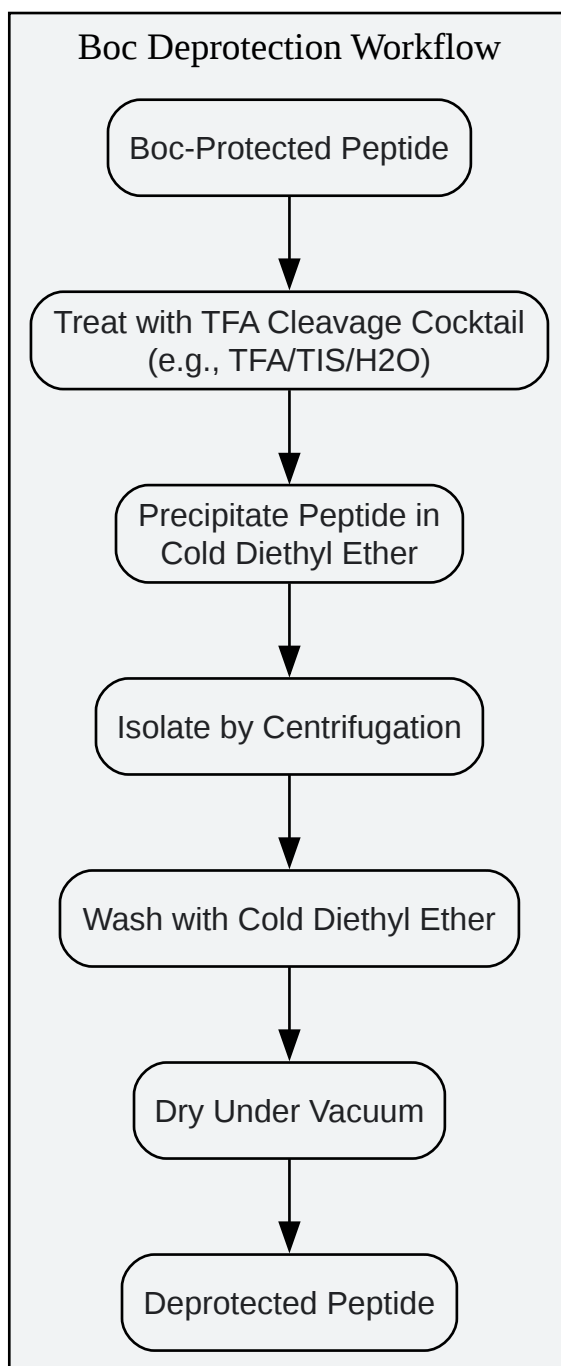 Boc Deprotection Workflow
Boc-Protected Peptide
Treat with TFA Cleavage Cocktail
(e.g., TFA/TIS/H2O)
Precipitate Peptide in
Cold Diethyl Ether
Isolate by Centrifugation
Wash with Cold Diethyl Ether
Dry Under Vacuum
Deprotected Peptide